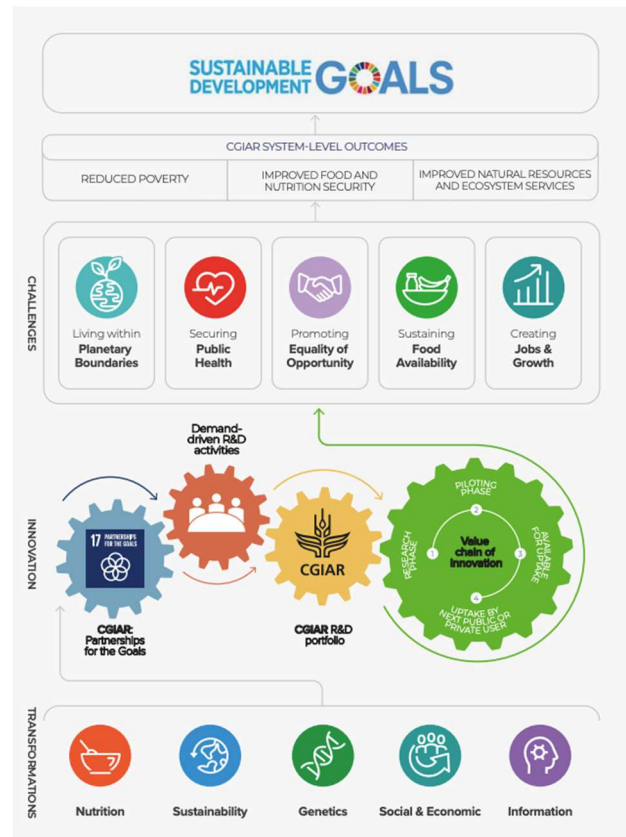 SUSTAINABLE
DEVELOPMENT
GOALS
CGIAR SYSTEM-LEVEL OUTCOMES
REDUCED POVERTY
IMPROVED FOOD AND
NUTRITION SECURITY
IMPROVED NATURAL RESOURCES
AND ECOSYSTEM SERVICES
CHALLENGES
Living within
Planetary
Boundaries
Securing
Public
Health
Promoting
Equality of
Opportunity
Sustaining
Food
Availability
Creating
Jobs &
Growth
INNOVATION
Demand-
driven R&D
activities
17 PARTNERSHIPS
FOR THE GOALS
CGIAR:
Partnerships
for the Goals
CGIAR
CGIAR R&D
portfolio
RESEARCH
PHASE
1
PILOTING
PHASE
2
Value
chain of
innovation
3
AVAILABLE
FOR UPTAKE
4
UPTAKE BY
NEXT PUBLIC OR
PRIVATE USER
TRANSFORMATIONS
Nutrition
Sustainability
Genetics
Social & Economic
Information